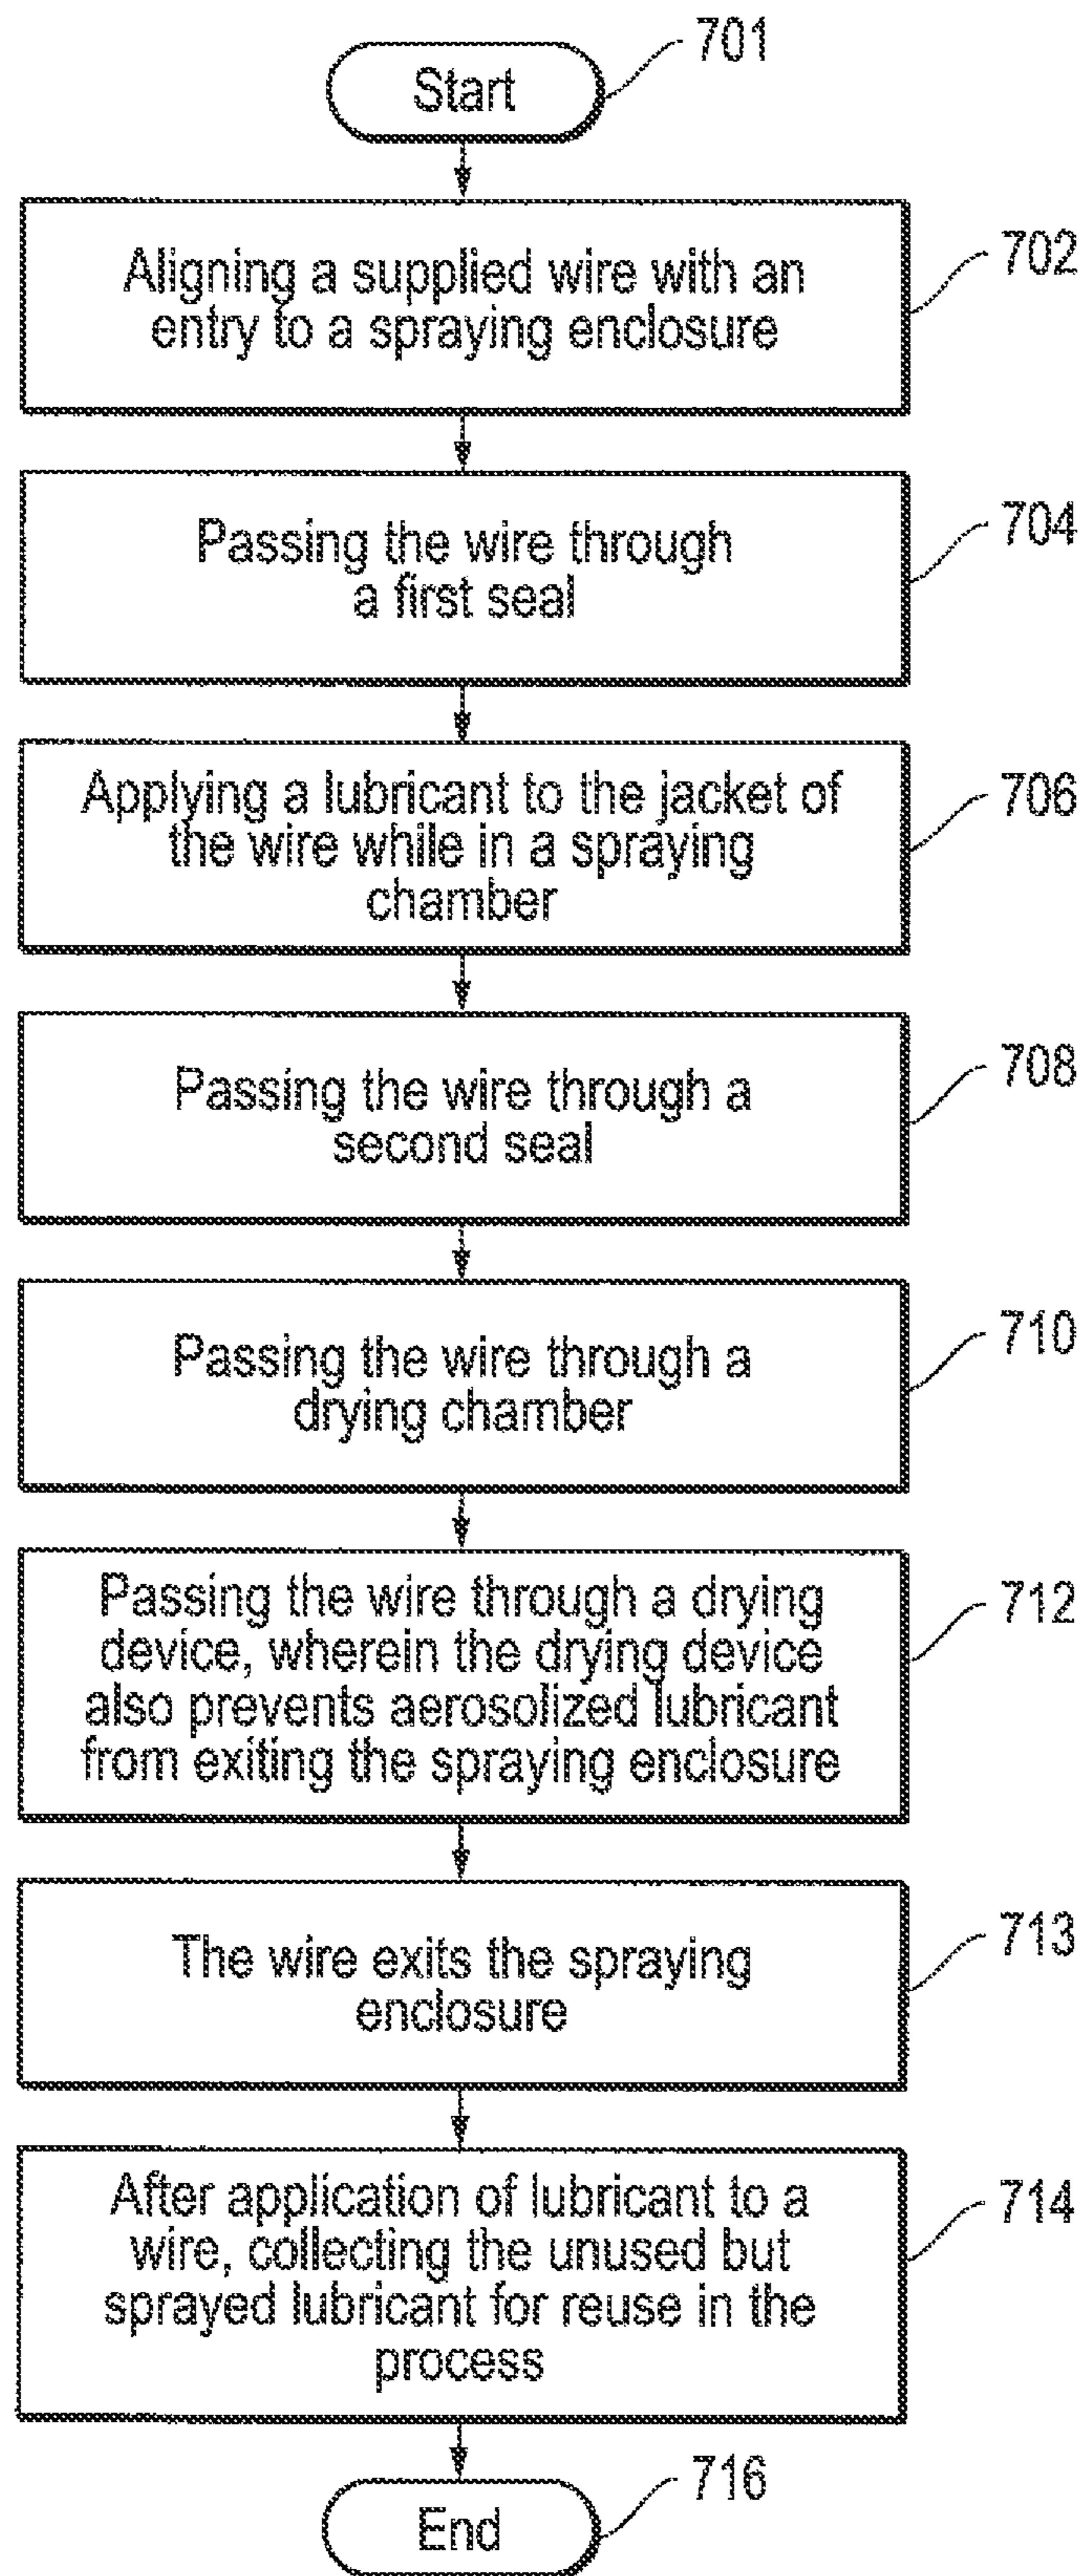 701
Start
702
Aligning a supplied wire with an
entry to a spraying enclosure
704
Passing the wire through
a first seal
706
Applying a lubricant to the jacket of
the wire while in a spraying
chamber
708
Passing the wire through a
second seal
710
Passing the wire through a
drying chamber
712
Passing the wire through a drying
device, wherein the drying device
also prevents aerosolized lubricant
from exiting the spraying enclosure
713
The wire exits the spraying
enclosure
714
After application of lubricant to a
wire, collecting the unused but
sprayed lubricant for reuse in the
process
716
End